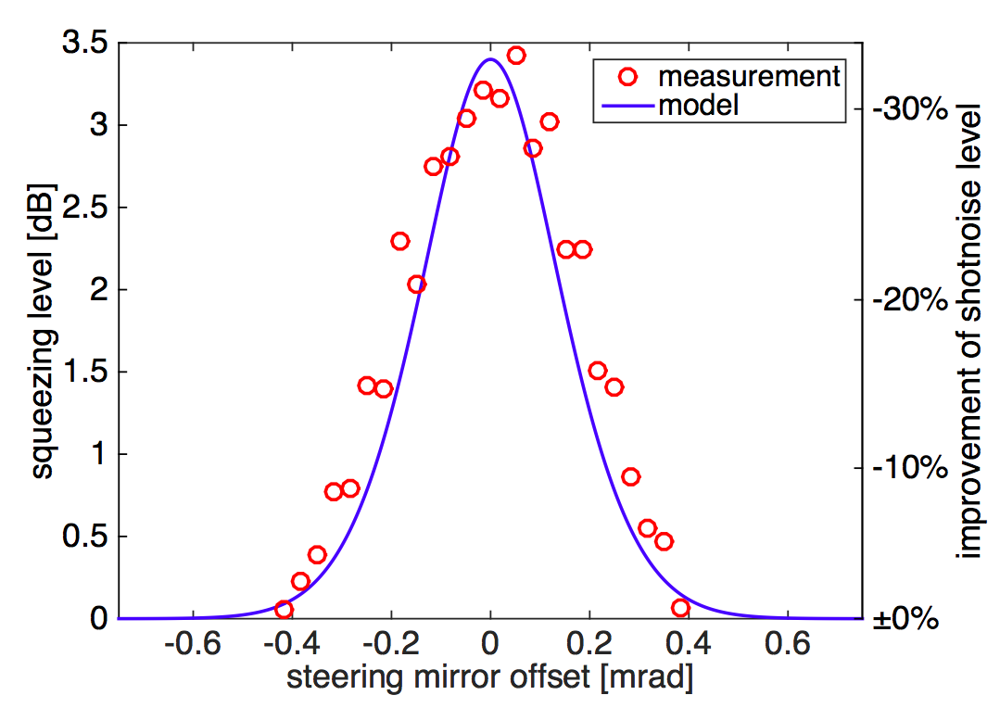 3.5
3
2.5
2
1.5
1
0.5
0
squeezing level [dB]
measurement
model
-30%
-20%
-10%
±0%
improvement of shotnoise level
-0.6 -0.4 -0.2 0 0.2 0.4 0.6
steering mirror offset [mrad]